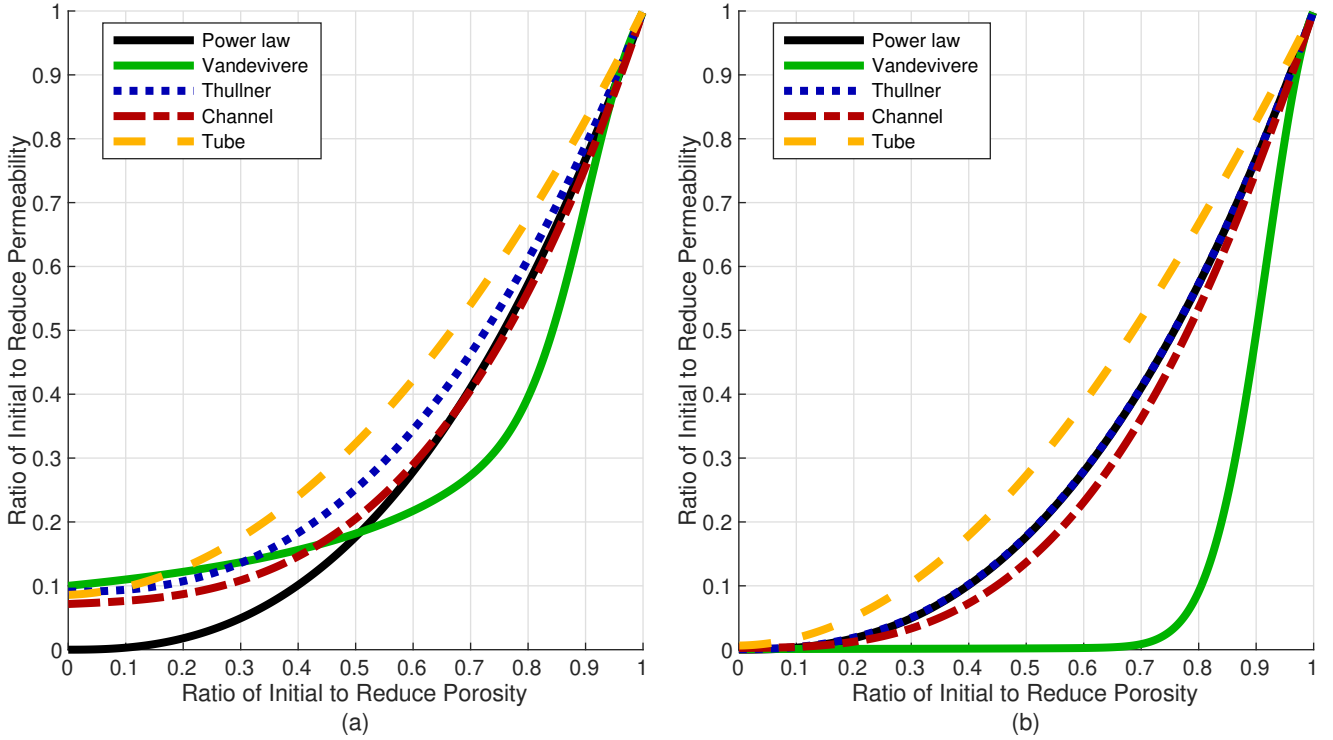 Power law
Vandevivere
Thullner
Channel
Tube
Ratio of Initial to Reduce Permeability
1
0.9
0.8
0.7
0.6
0.5
0.4
0.3
0.2
0.1
0
0 0.1 0.2 0.3 0.4 0.5 0.6 0.7 0.8 0.9 1
Ratio of Initial to Reduce Porosity
(a)
Power law
Vandevivere
Thullner
Channel
Tube
Ratio of Initial to Reduce Permeability
1
0.9
0.8
0.7
0.6
0.5
0.4
0.3
0.2
0.1
0
0 0.1 0.2 0.3 0.4 0.5 0.6 0.7 0.8 0.9 1
Ratio of Initial to Reduce Porosity
(b)